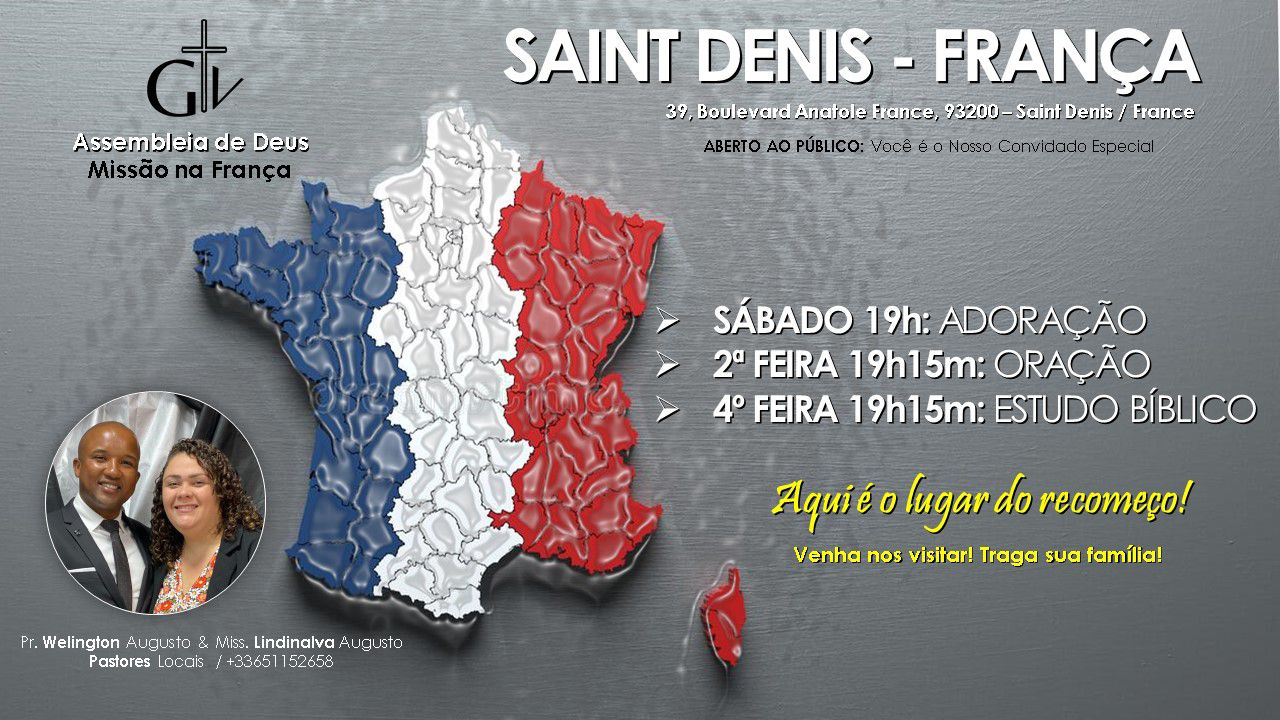 GTV
Assembleia de Deus
Missão na França
SAINT DENIS - FRANÇA
39, Boulevard Anatole France, 93200 – Saint Denis / France
ABERTO AO PÚBLICO: Você é o Nosso Convidado Especial
➢ SÁBADO 19h: ADORAÇÃO
➢ 2ª FEIRA 19h15m: ORAÇÃO
➢ 4º FEIRA 19h15m: ESTUDO BÍBLICO
Aqui é o lugar do recomeço!
Venha nos visitar! Traga sua família!
Pr. Welington Augusto & Miss. Lindinalva Augusto
Pastores Locais / +33651152658